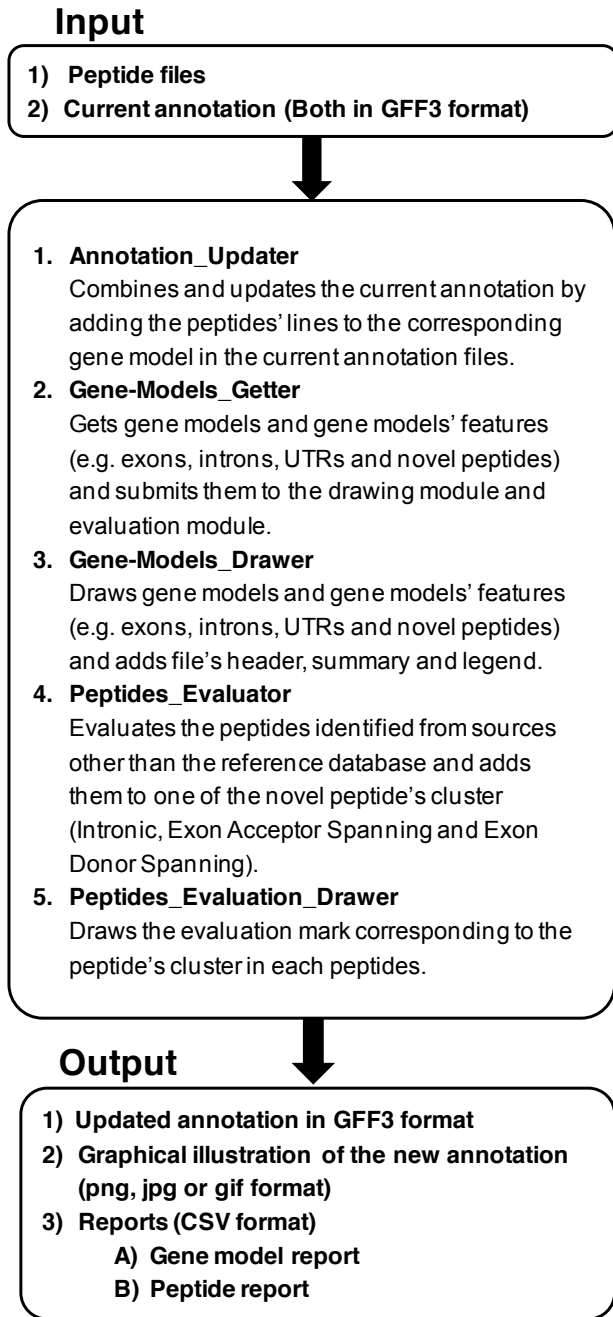 Input
1) Peptide files
2) Current annotation (Both in GFF3 format)
1. Annotation_Updater
Combines and updates the current annotation by
adding the peptides' lines to the corresponding
gene model in the current annotation files.
2. Gene-Models_Getter
Gets gene models and gene models' features
(e.g. exons, introns, UTRs and novel peptides)
and submits them to the drawing module and
evaluation module.
3. Gene-Models_Drawer
Draws gene models and gene models' features
(e.g. exons, introns, UTRs and novel peptides)
and adds file's header, summary and legend.
4. Peptides_Evaluator
Evaluates the peptides identified from sources
other than the reference database and adds
them to one of the novel peptide's cluster
(Intronic, Exon Acceptor Spanning and Exon
Donor Spanning).
5. Peptides_Evaluation_Drawer
Draws the evaluation mark corresponding to the
peptide's cluster in each peptides.
Output
1) Updated annotation in GFF3 format
2) Graphical illustration of the new annotation
(png, jpg or gif format)
3) Reports (CSV format)
A) Gene model report
B) Peptide report